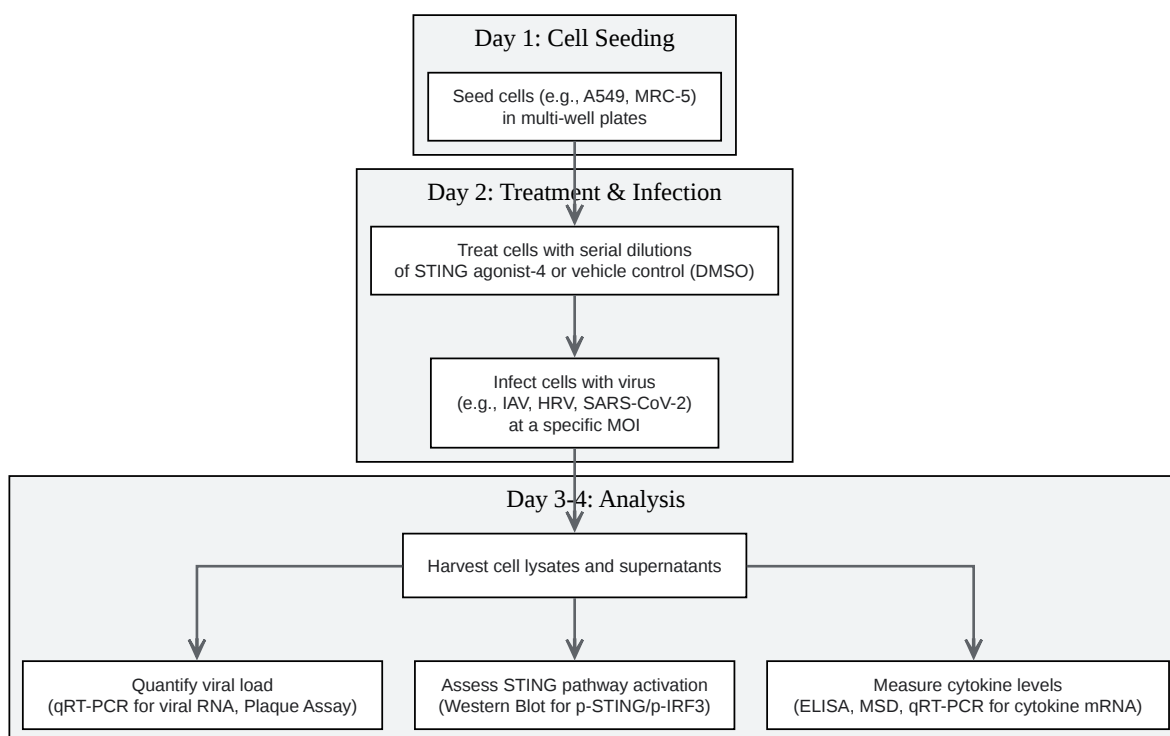 Day 1: Cell Seeding
Seed cells (e.g., A549, MRC-5)
in multi-well plates
Day 2: Treatment & Infection
Treat cells with serial dilutions
of STING agonist-4 or vehicle control (DMSO)
Infect cells with virus
(e.g., IAV, HRV, SARS-CoV-2)
at a specific MOI
Day 3-4: Analysis
Harvest cell lysates and supernatants
Quantify viral load
(qRT-PCR for viral RNA, Plaque Assay)
Assess STING pathway activation
(Western Blot for p-STING/p-IRF3)
Measure cytokine levels
(ELISA, MSD, qRT-PCR for cytokine mRNA)